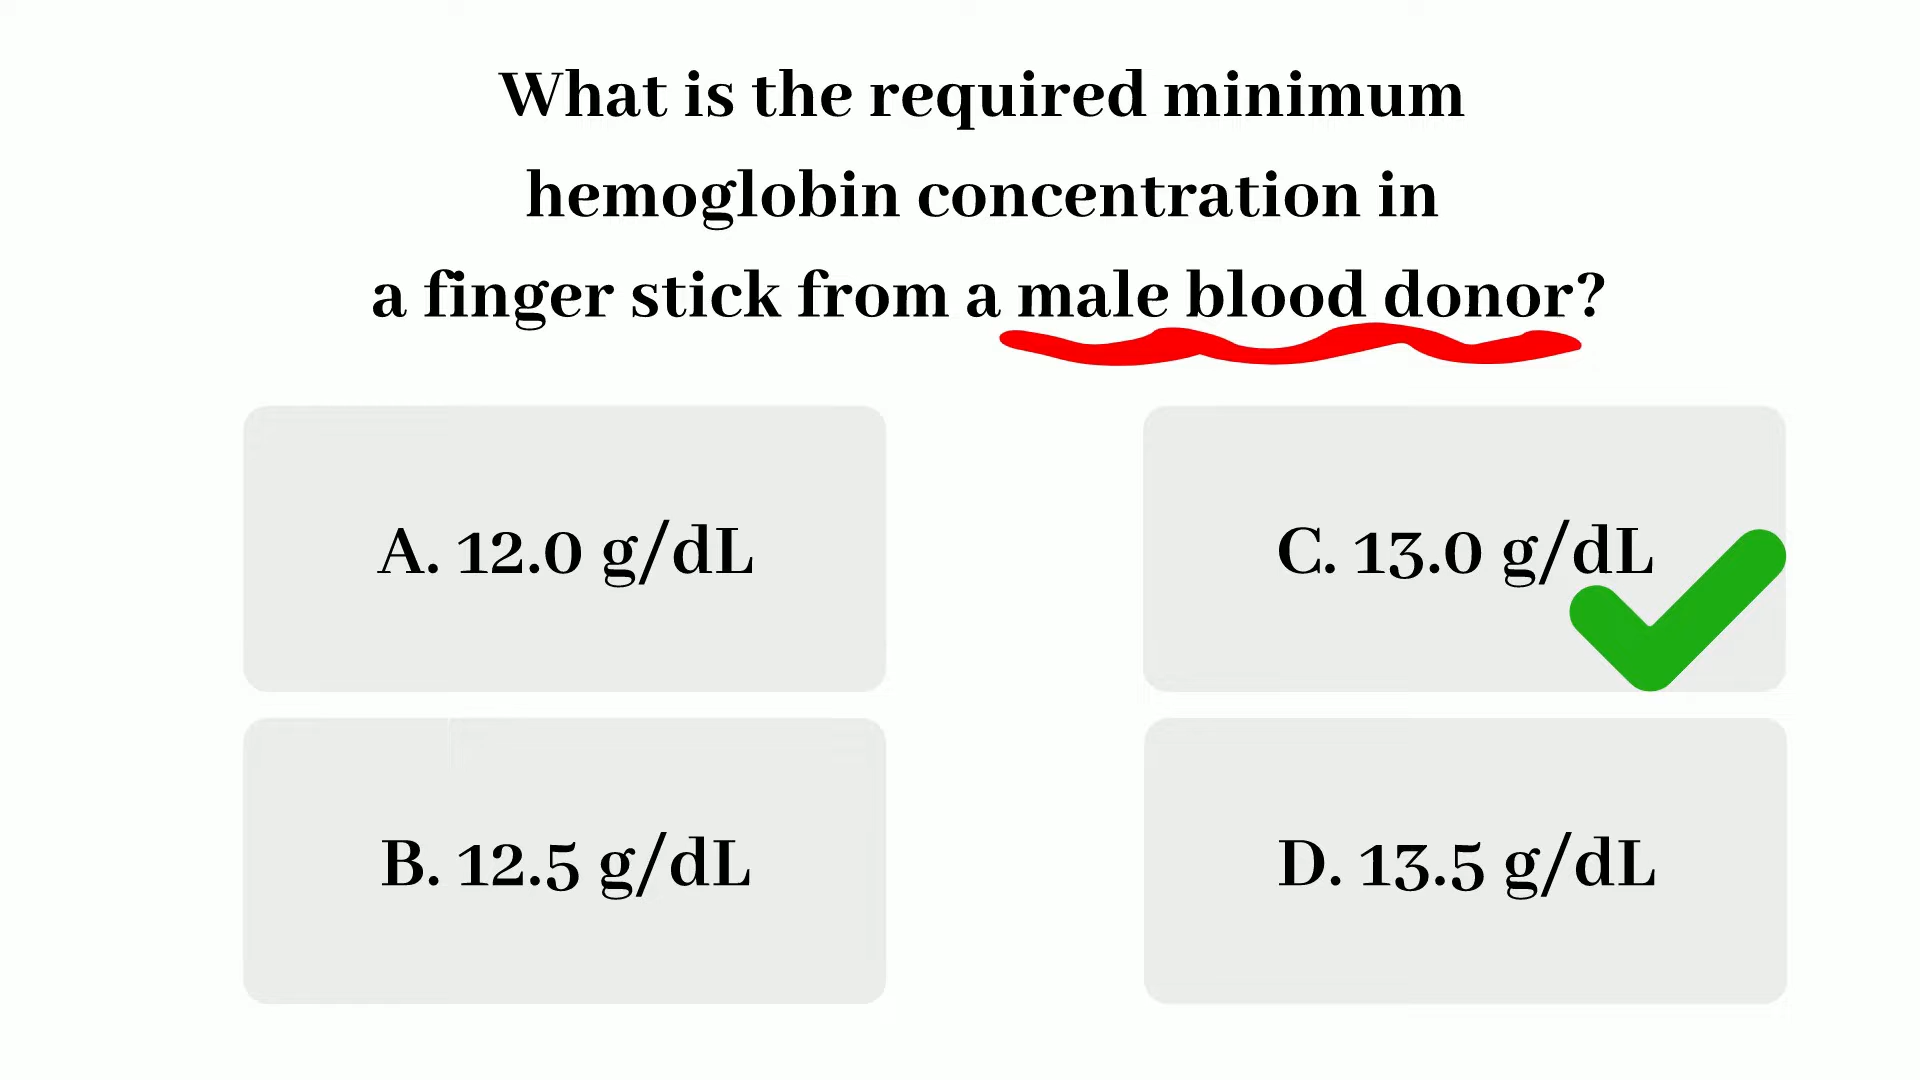 What is the required minimum
hemoglobin concentration in
a finger stick from a male blood donor?
A. 12.0 g/dL
C. 13.0 g/dL
B. 12.5 g/dL
D. 13.5 g/dL